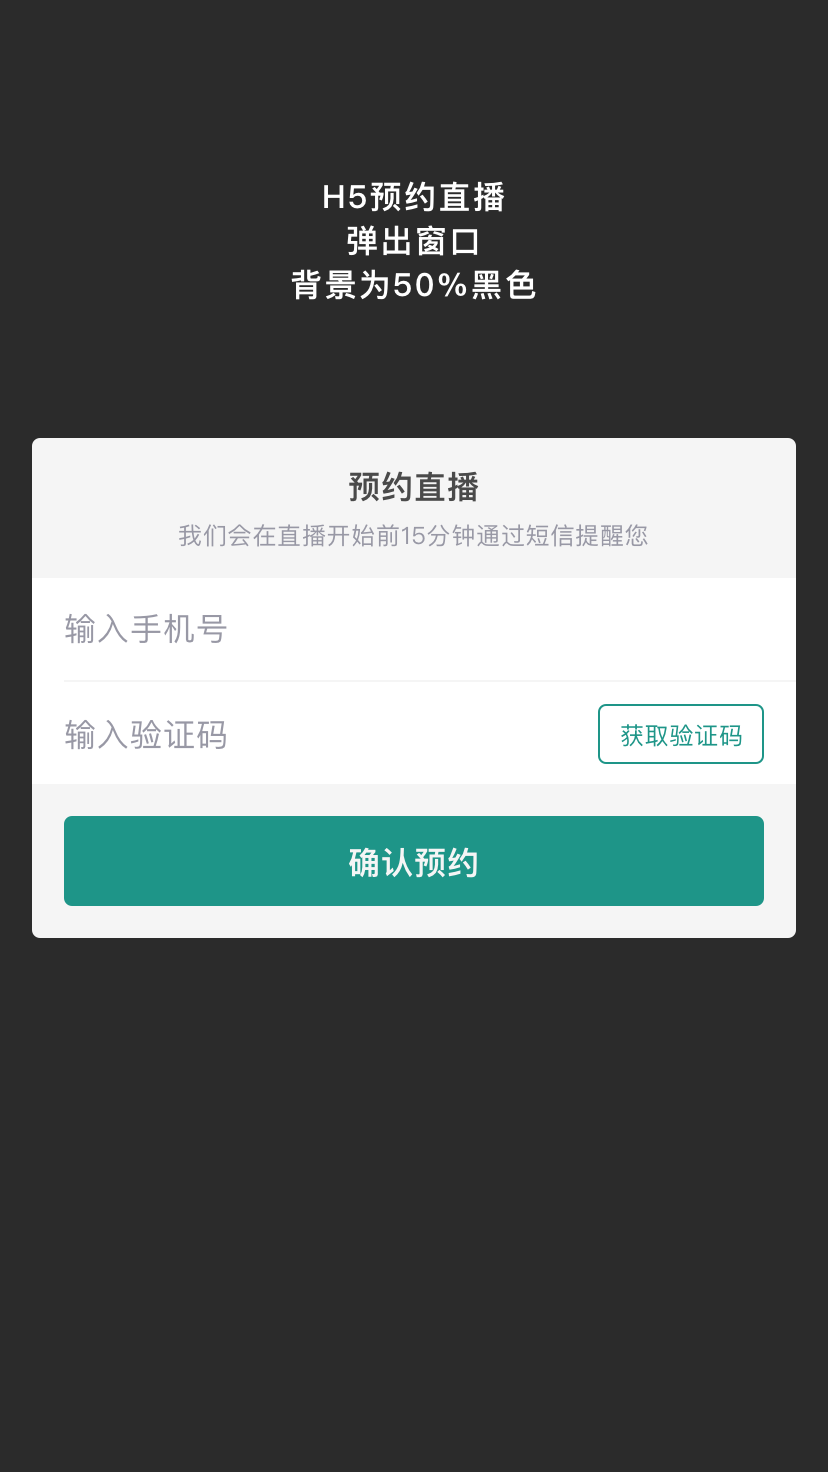 H5预约直播
弹出窗口
背景为50%黑色
预约直播
我们会在直播开始前15分钟通过短信提醒您
输入手机号
输入验证码
获取验证码
确认预约